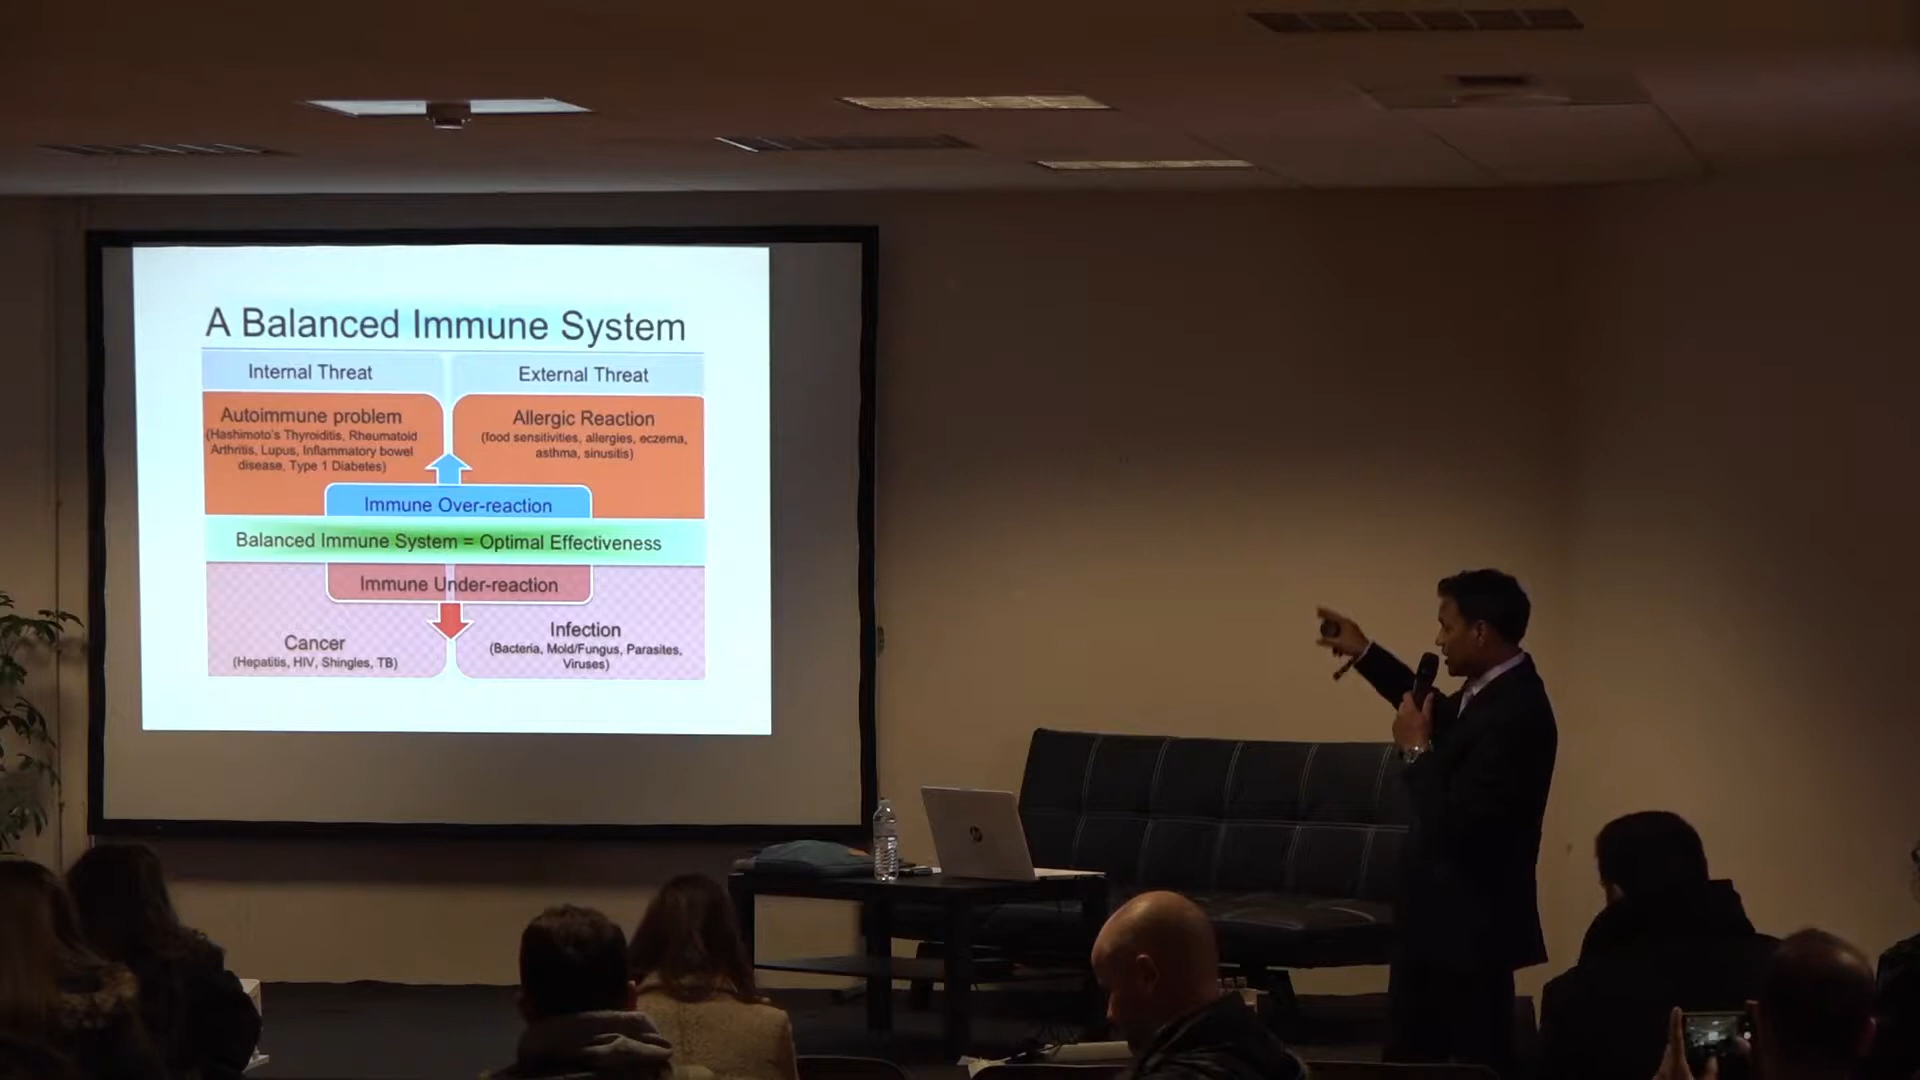 A Balanced Immune System
Internal Threat
External Threat
Autoimmune problem
(Hashimoto's Thyroiditis, Rheumatoid
Arthritis, Lupus, Inflammatory bowel
disease, Type 1 Diabetes)
Allergic Reaction
(food sensitivities, allergies, eczema,
asthma, sinusitis)
Immune Over-reaction
Balanced Immune System = Optimal Effectiveness
Immune Under-reaction
Cancer
(Hepatitis, HIV, Shingles, TB)
Infection
(Bacteria, Mold/Fungus, Parasites,
Viruses)
hp